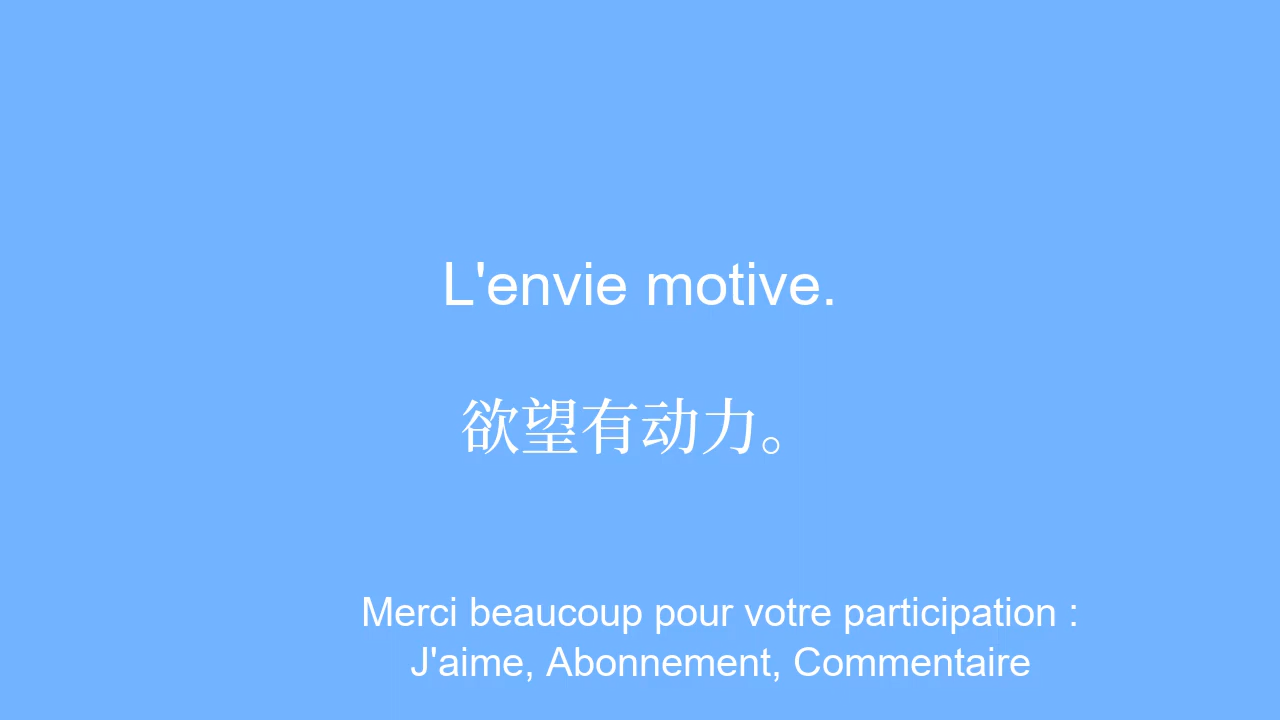 L'envie motive.
欲望有动力。
Merci beaucoup pour votre participation :
J'aime, Abonnement, Commentaire